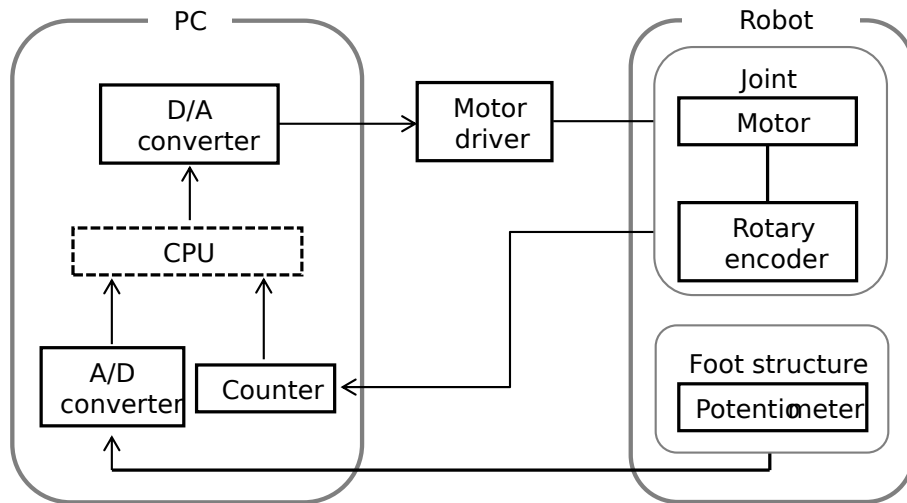 PC
Robot
D/A
converter
Motor
driver
Joint
Motor
CPU
Rotary
encoder
A/D
converter
Counter
Foot structure
Potentiometer